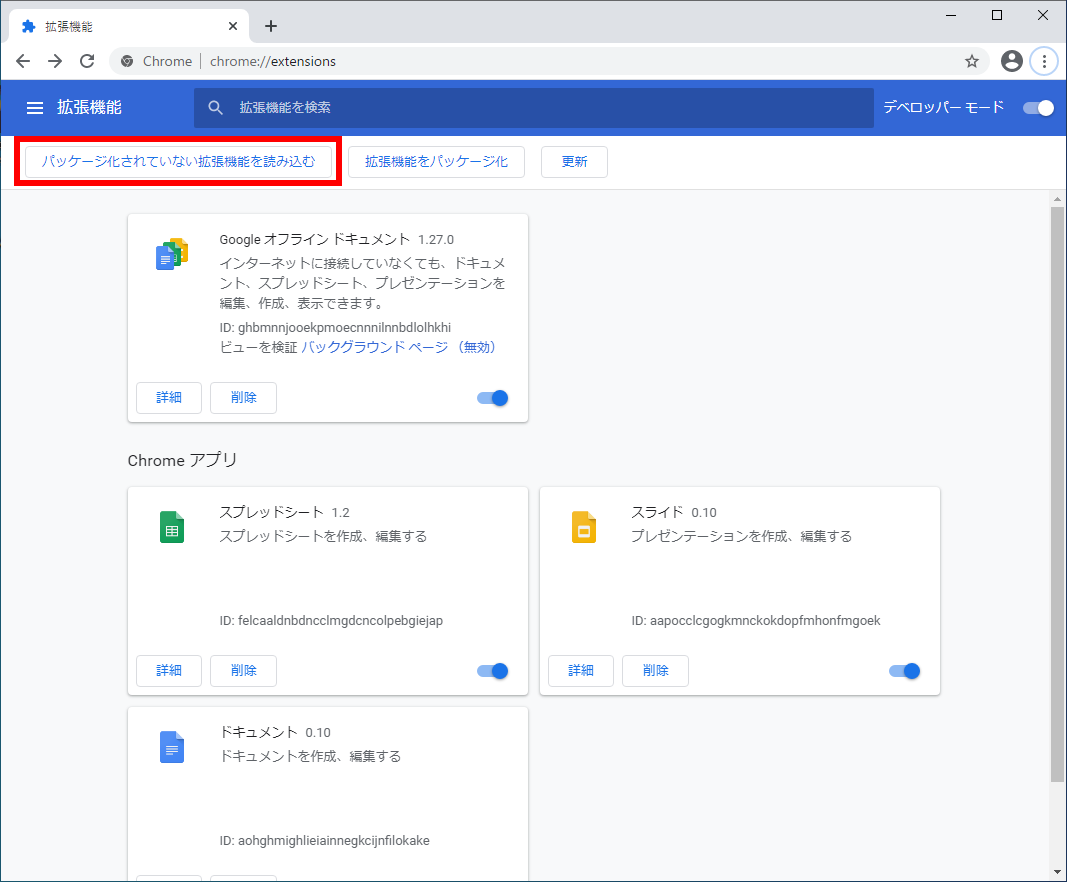 拡張機能
Chrome chrome://extensions
拡張機能
拡張機能を検索
デベロッパー モード
パッケージ化されていない拡張機能を読み込む
拡張機能をパッケージ化
更新
Google オフライン ドキュメント 1.27.0
インターネットに接続していなくても、ドキュメ
ント、スプレッドシート、プレゼンテーションを
編集、作成、表示できます。
ID: ghbmnnjooekpmoecnnnilnnbdlolhkhi
ビューを検証 バックグラウンド ページ （無効）
詳細
削除
Chrome アプリ
スプレッドシート 1.2
スプレッドシートを作成、編集する
ID: felcaaldnbdncclmgdcncolpebgiejap
詳細
削除
スライド 0.10
プレゼンテーションを作成、編集する
ID: aapocclcgogkmnckokdopfmhonfmgoek
詳細
削除
ドキュメント 0.10
ドキュメントを作成、編集する
ID: aohghmighlieiainnegkcijnfilokake